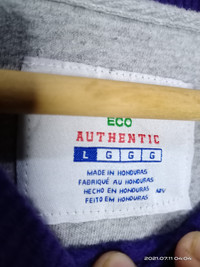 ECO
AUTHENTIC
L G G G
MADE IN HONDURAS
FABRIQUÉ AU HONDURAS
HECHO EN HONDURAS
FEITO EM HONDURAS
2021.07.11 04:04